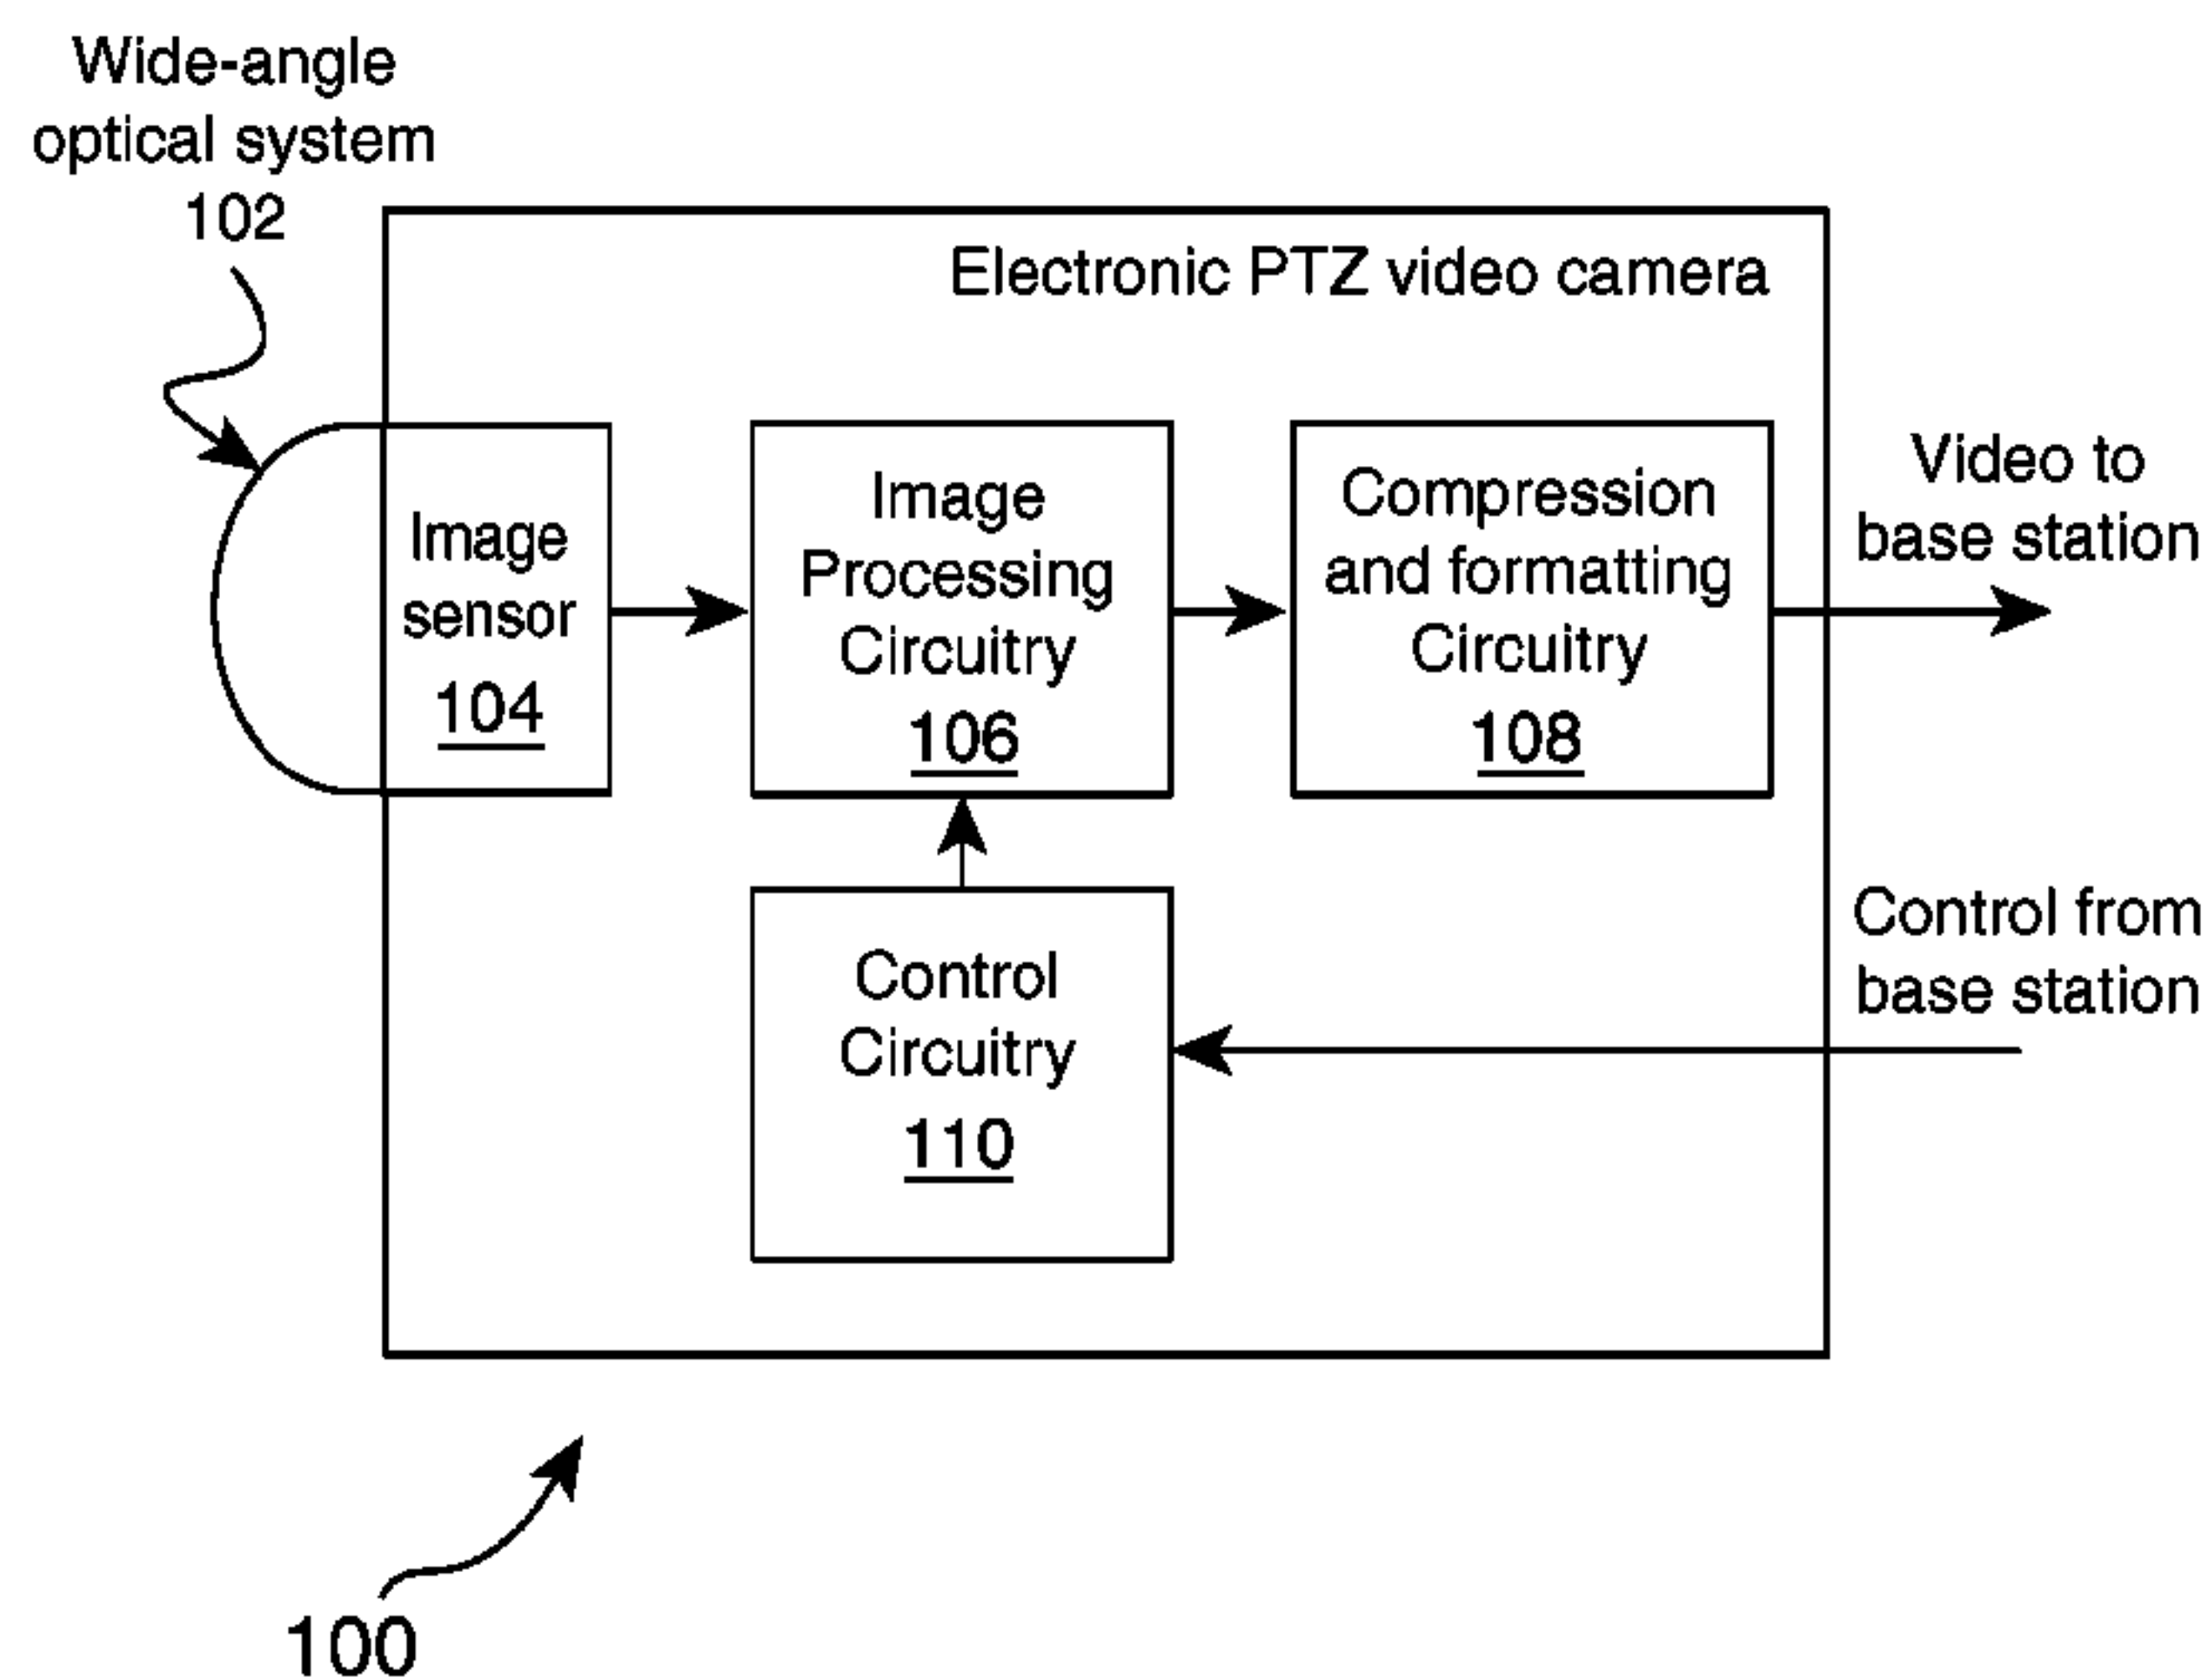 Wide-angle
optical system
102
Electronic PTZ video camera
Image
sensor
104
Image
Processing
Circuitry
106
Compression
and formatting
Circuitry
108
Video to
base station
Control
Circuitry
110
Control from
base station
100